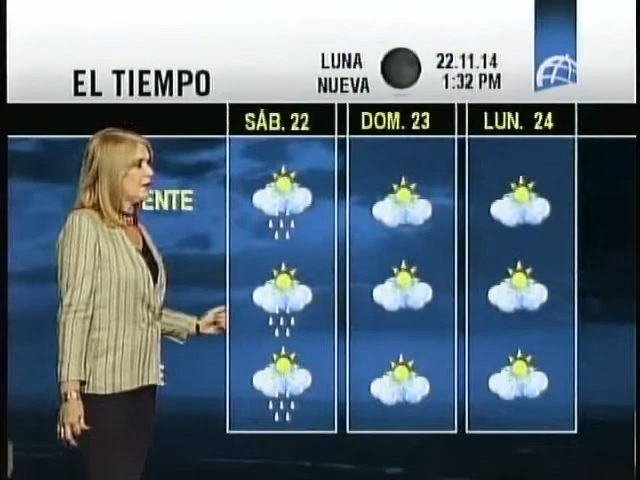 EL TIEMPO
LUNA
NUEVA
22.11.14
1:32 PM
SÁB. 22
DOM. 23
LUN. 24
ENTE